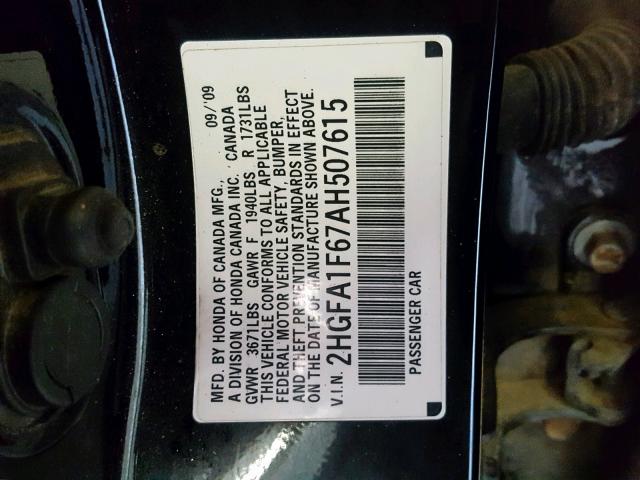 MFD. BY HONDA OF CANADA MFG., 09/'09
A DIVISION OF HONDA CANADA INC. CANADA
GVWR 3671LBS GAWR F 1940LBS R 1731LBS
THIS VEHICLE CONFORMS TO ALL APPLICABLE
FEDERAL MOTOR VEHICLE SAFETY, BUMPER,
AND THEFT PREVENTION STANDARDS IN EFFECT
ON THE DATE OF MANUFACTURE SHOWN ABOVE.
V.I.N. 2HGFA1F67AH507615
PASSENGER CAR